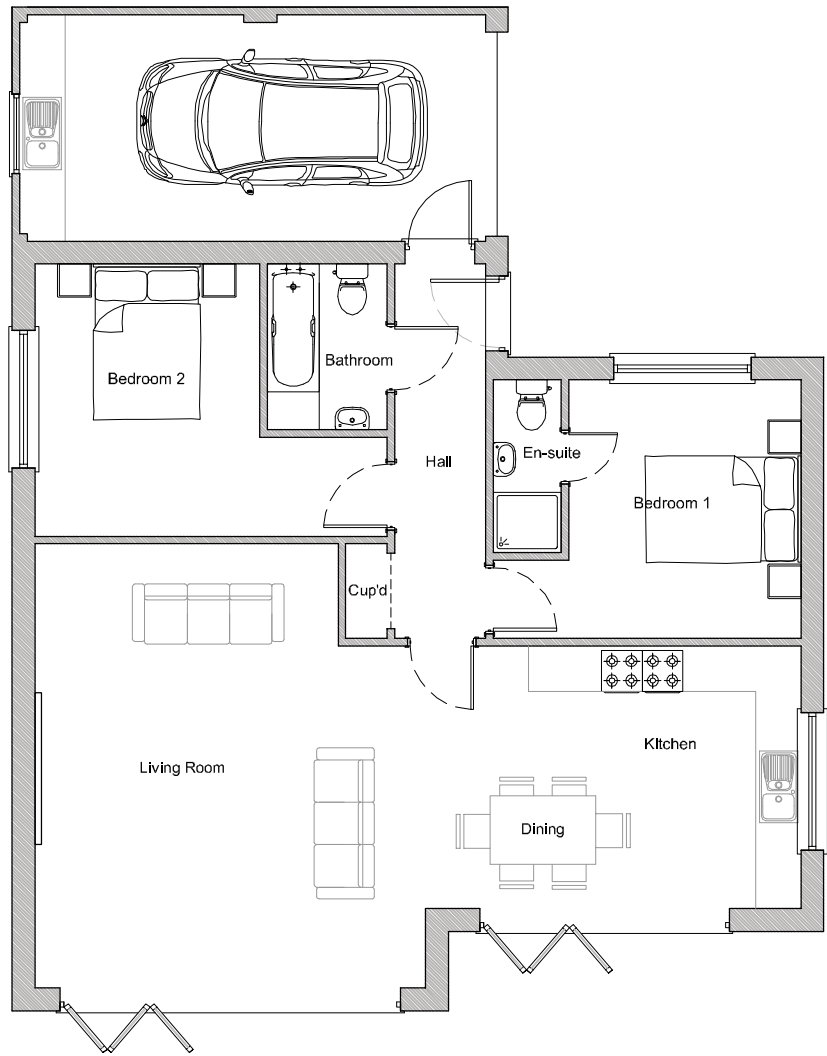 Bathroom
Bedroom 2
En-suite
Hall
Bedroom 1
Cup'd
KItchen
Living Room
Dining